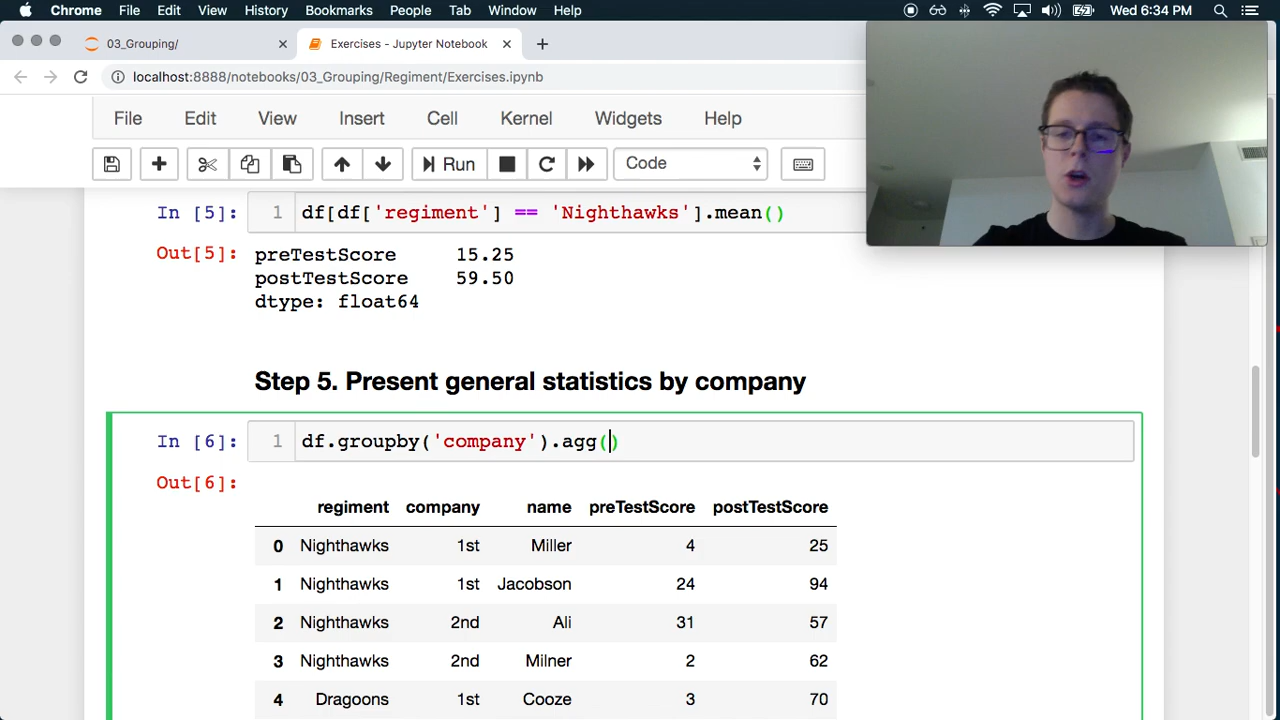 Chrome File Edit View History Bookmarks People Tab Window Help Wed 6:34 PM
03_Grouping/ Exercises - Jupyter Notebook
localhost:8888/notebooks/03_Grouping/Regiment/Exercises.ipynb
File Edit View Insert Cell Kernel Widgets Help
Run Code
In [5]: 1 df[df['regiment'] == 'Nighthawks'].mean()
Out[5]: preTestScore 15.25
postTestScore 59.50
dtype: float64
Step 5. Present general statistics by company
In [6]: 1 df.groupby('company').agg()
Out[6]:
regiment company name preTestScore postTestScore
0 Nighthawks 1st Miller 4 25
1 Nighthawks 1st Jacobson 24 94
2 Nighthawks 2nd Ali 31 57
3 Nighthawks 2nd Milner 2 62
4 Dragoons 1st Cooze 3 70